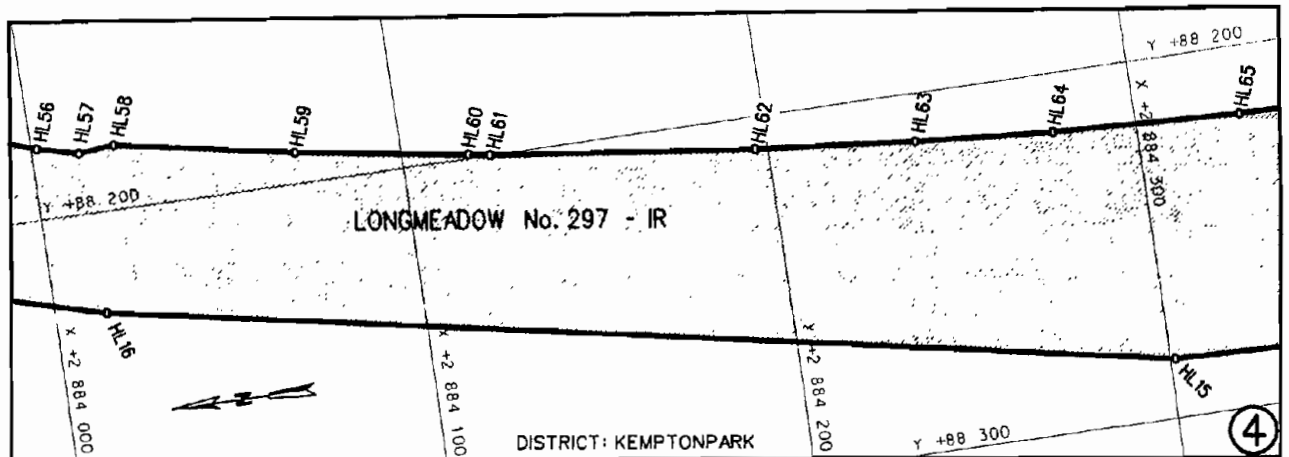 Y +88 200
HL56
HL57
HL58
HL59
HL60
HL61
HL62
HL63
HL64
HL65
X +2 884 300
Y +88 200
LONGMEADOW No. 297 - IR
HL16
X +2 884 000
X +2 884 100
X +2 884 200
HL15
N
DISTRICT: KEMPTONPARK
Y +88 300
4